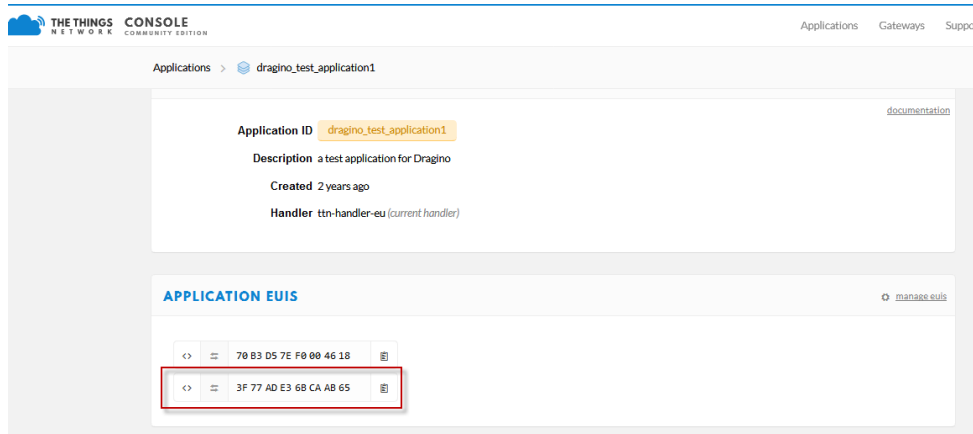 THE THINGS NETWORK CONSOLE COMMUNITY EDITION
Applications Gateways Suppo
Applications > dragino_test_application1
documentation
Application ID dragino_test_application1
Description a test application for Dragino
Created 2 years ago
Handler ttn-handler-eu (current handler)
APPLICATION EUIS
manage euis
<> 70 B3 D5 7E F0 00 46 18
<> 3F 77 AD E3 6B CA AB 65